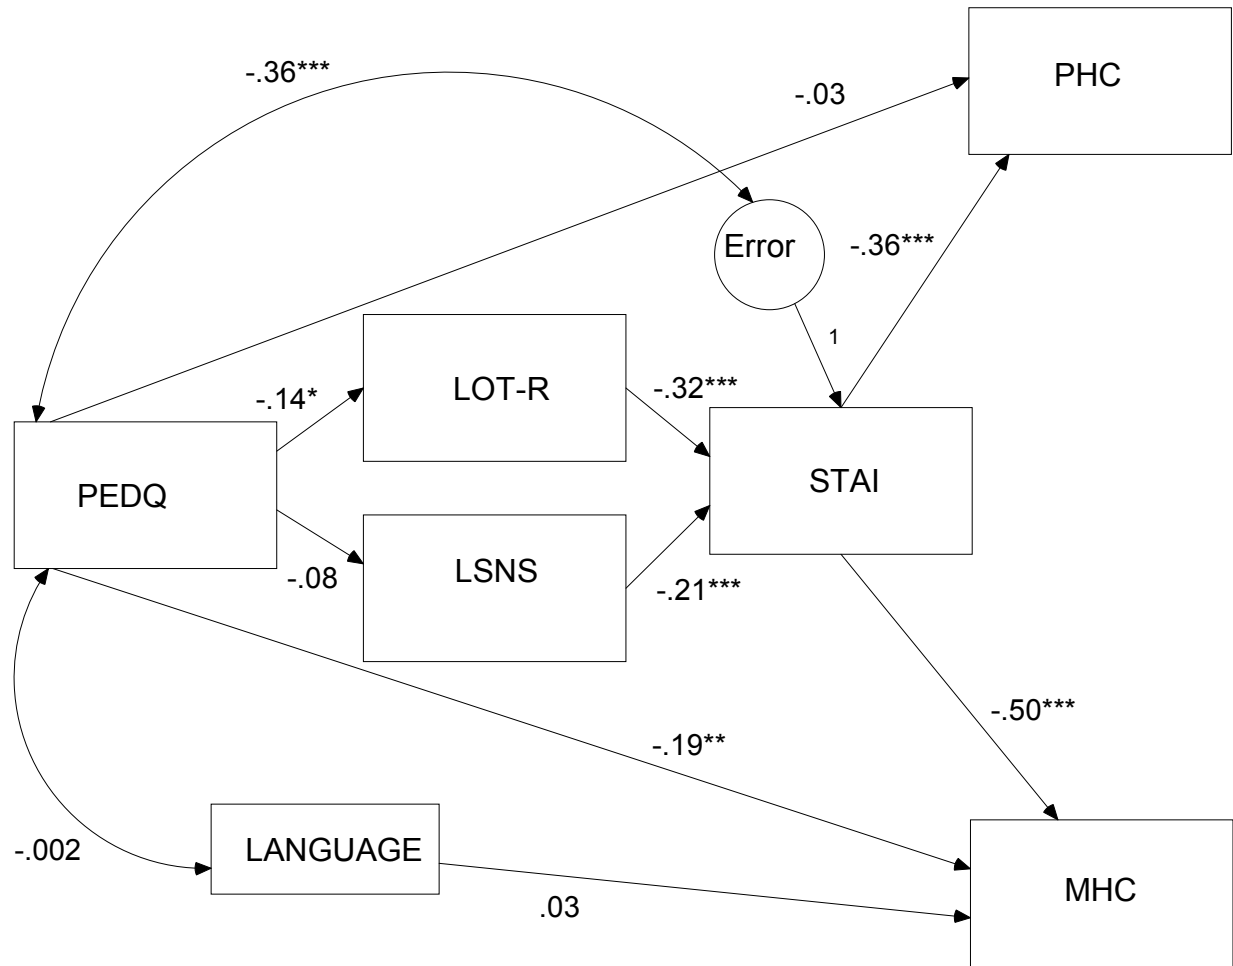 PHC
-.36***
-.03
Error
-.36***
1
LOT-R
-.32***
-.14*
STAI
PEDQ
LSNS
-.08
-.21***
-.50***
-.19**
-.002
LANGUAGE
MHC
.03